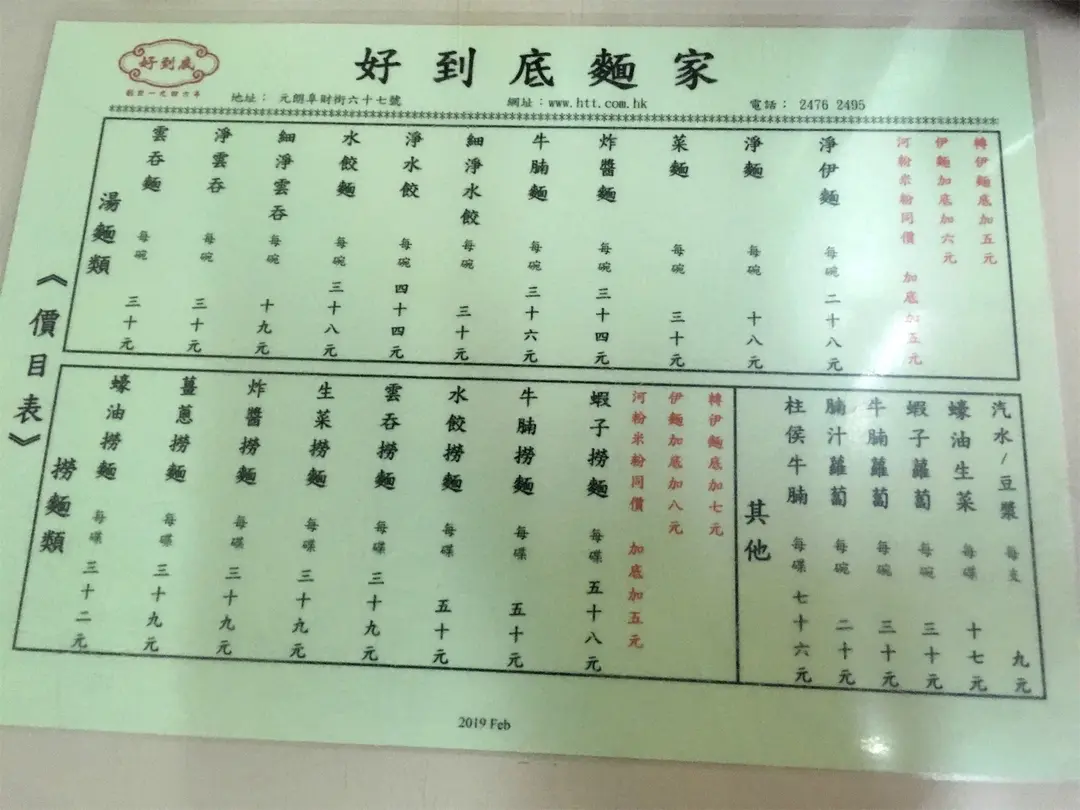 好到底
創於一九四六年
好到底麵家
地址： 元朗阜財街六十七號
網址：www.htt.com.hk
電話： 2476 2495
《價目表》
湯麵類
雲吞麵 每碗 三十元
淨雲吞 每碗 三十元
細淨雲吞 每碗 十九元
水餃麵 每碗 三十八元
淨水餃 每碗 四十四元
細淨水餃 每碗 三十元
牛腩麵 每碗 三十六元
炸醬麵 每碗 三十四元
菜麵 每碗 三十元
淨麵 每碗 十八元
淨伊麵 每碗 二十八元
河粉米粉同價 加底加五元
伊麵加底加六元
轉伊麵底加五元
撈麵類
蠔油撈麵 每碟 三十二元
薑蔥撈麵 每碟 三十九元
炸醬撈麵 每碟 三十九元
生菜撈麵 每碟 三十九元
雲吞撈麵 每碟 三十九元
水餃撈麵 每碟 五十元
牛腩撈麵 每碟 五十元
蝦子撈麵 每碟 五十八元
河粉米粉同價 加底加五元
伊麵加底加八元
轉伊麵底加七元
其他
柱侯牛腩 每碟 七十六元
腩汁蘿蔔 每碗 二十元
牛腩蘿蔔 每碗 三十元
蝦子蘿蔔 每碗 三十元
蠔油生菜 每碟 十七元
汽水/豆漿 每支 九元
2019 Feb